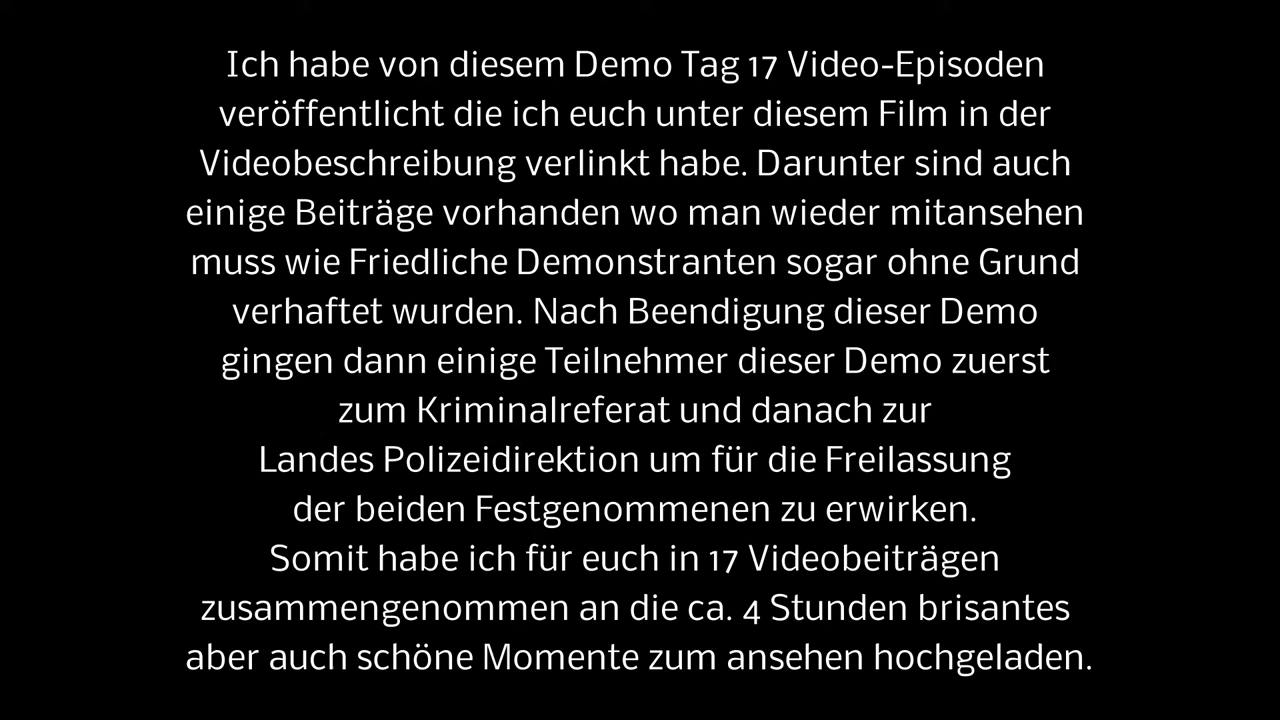 Ich habe von diesem Demo Tag 17 Video-Episoden
veröffentlicht die ich euch unter diesem Film in der
Videobeschreibung verlinkt habe. Darunter sind auch
einige Beiträge vorhanden wo man wieder mitansehen
muss wie Friedliche Demonstranten sogar ohne Grund
verhaftet wurden. Nach Beendigung dieser Demo
gingen dann einige Teilnehmer dieser Demo zuerst
zum Kriminalreferat und danach zur
Landes Polizeidirektion um für die Freilassung
der beiden Festgenommenen zu erwirken.
Somit habe ich für euch in 17 Videobeiträgen
zusammengenommen an die ca. 4 Stunden brisantes
aber auch schöne Momente zum ansehen hochgeladen.